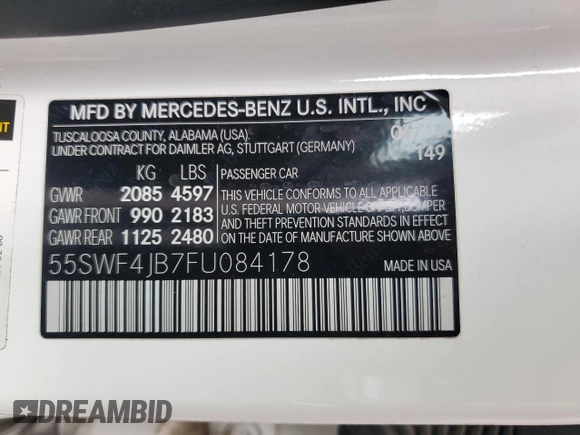 MFD BY MERCEDES-BENZ U.S. INTL., INC
TUSCALOOSA COUNTY, ALABAMA (USA).
UNDER CONTRACT FOR DAIMLER AG, STUTTGART (GERMANY)
149
KG LBS
PASSENGER CAR
GVWR 2085 4597
GAWR FRONT 990 2183
GAWR REAR 1125 2480
THIS VEHICLE CONFORMS TO ALL APPLICABLE
U.S. FEDERAL MOTOR VEHICLE SAFETY, BUMPER
AND THEFT PREVENTION STANDARDS IN EFFECT
ON THE DATE OF MANUFACTURE SHOWN ABOVE.
55SWF4JB7FU084178
DREAMBID